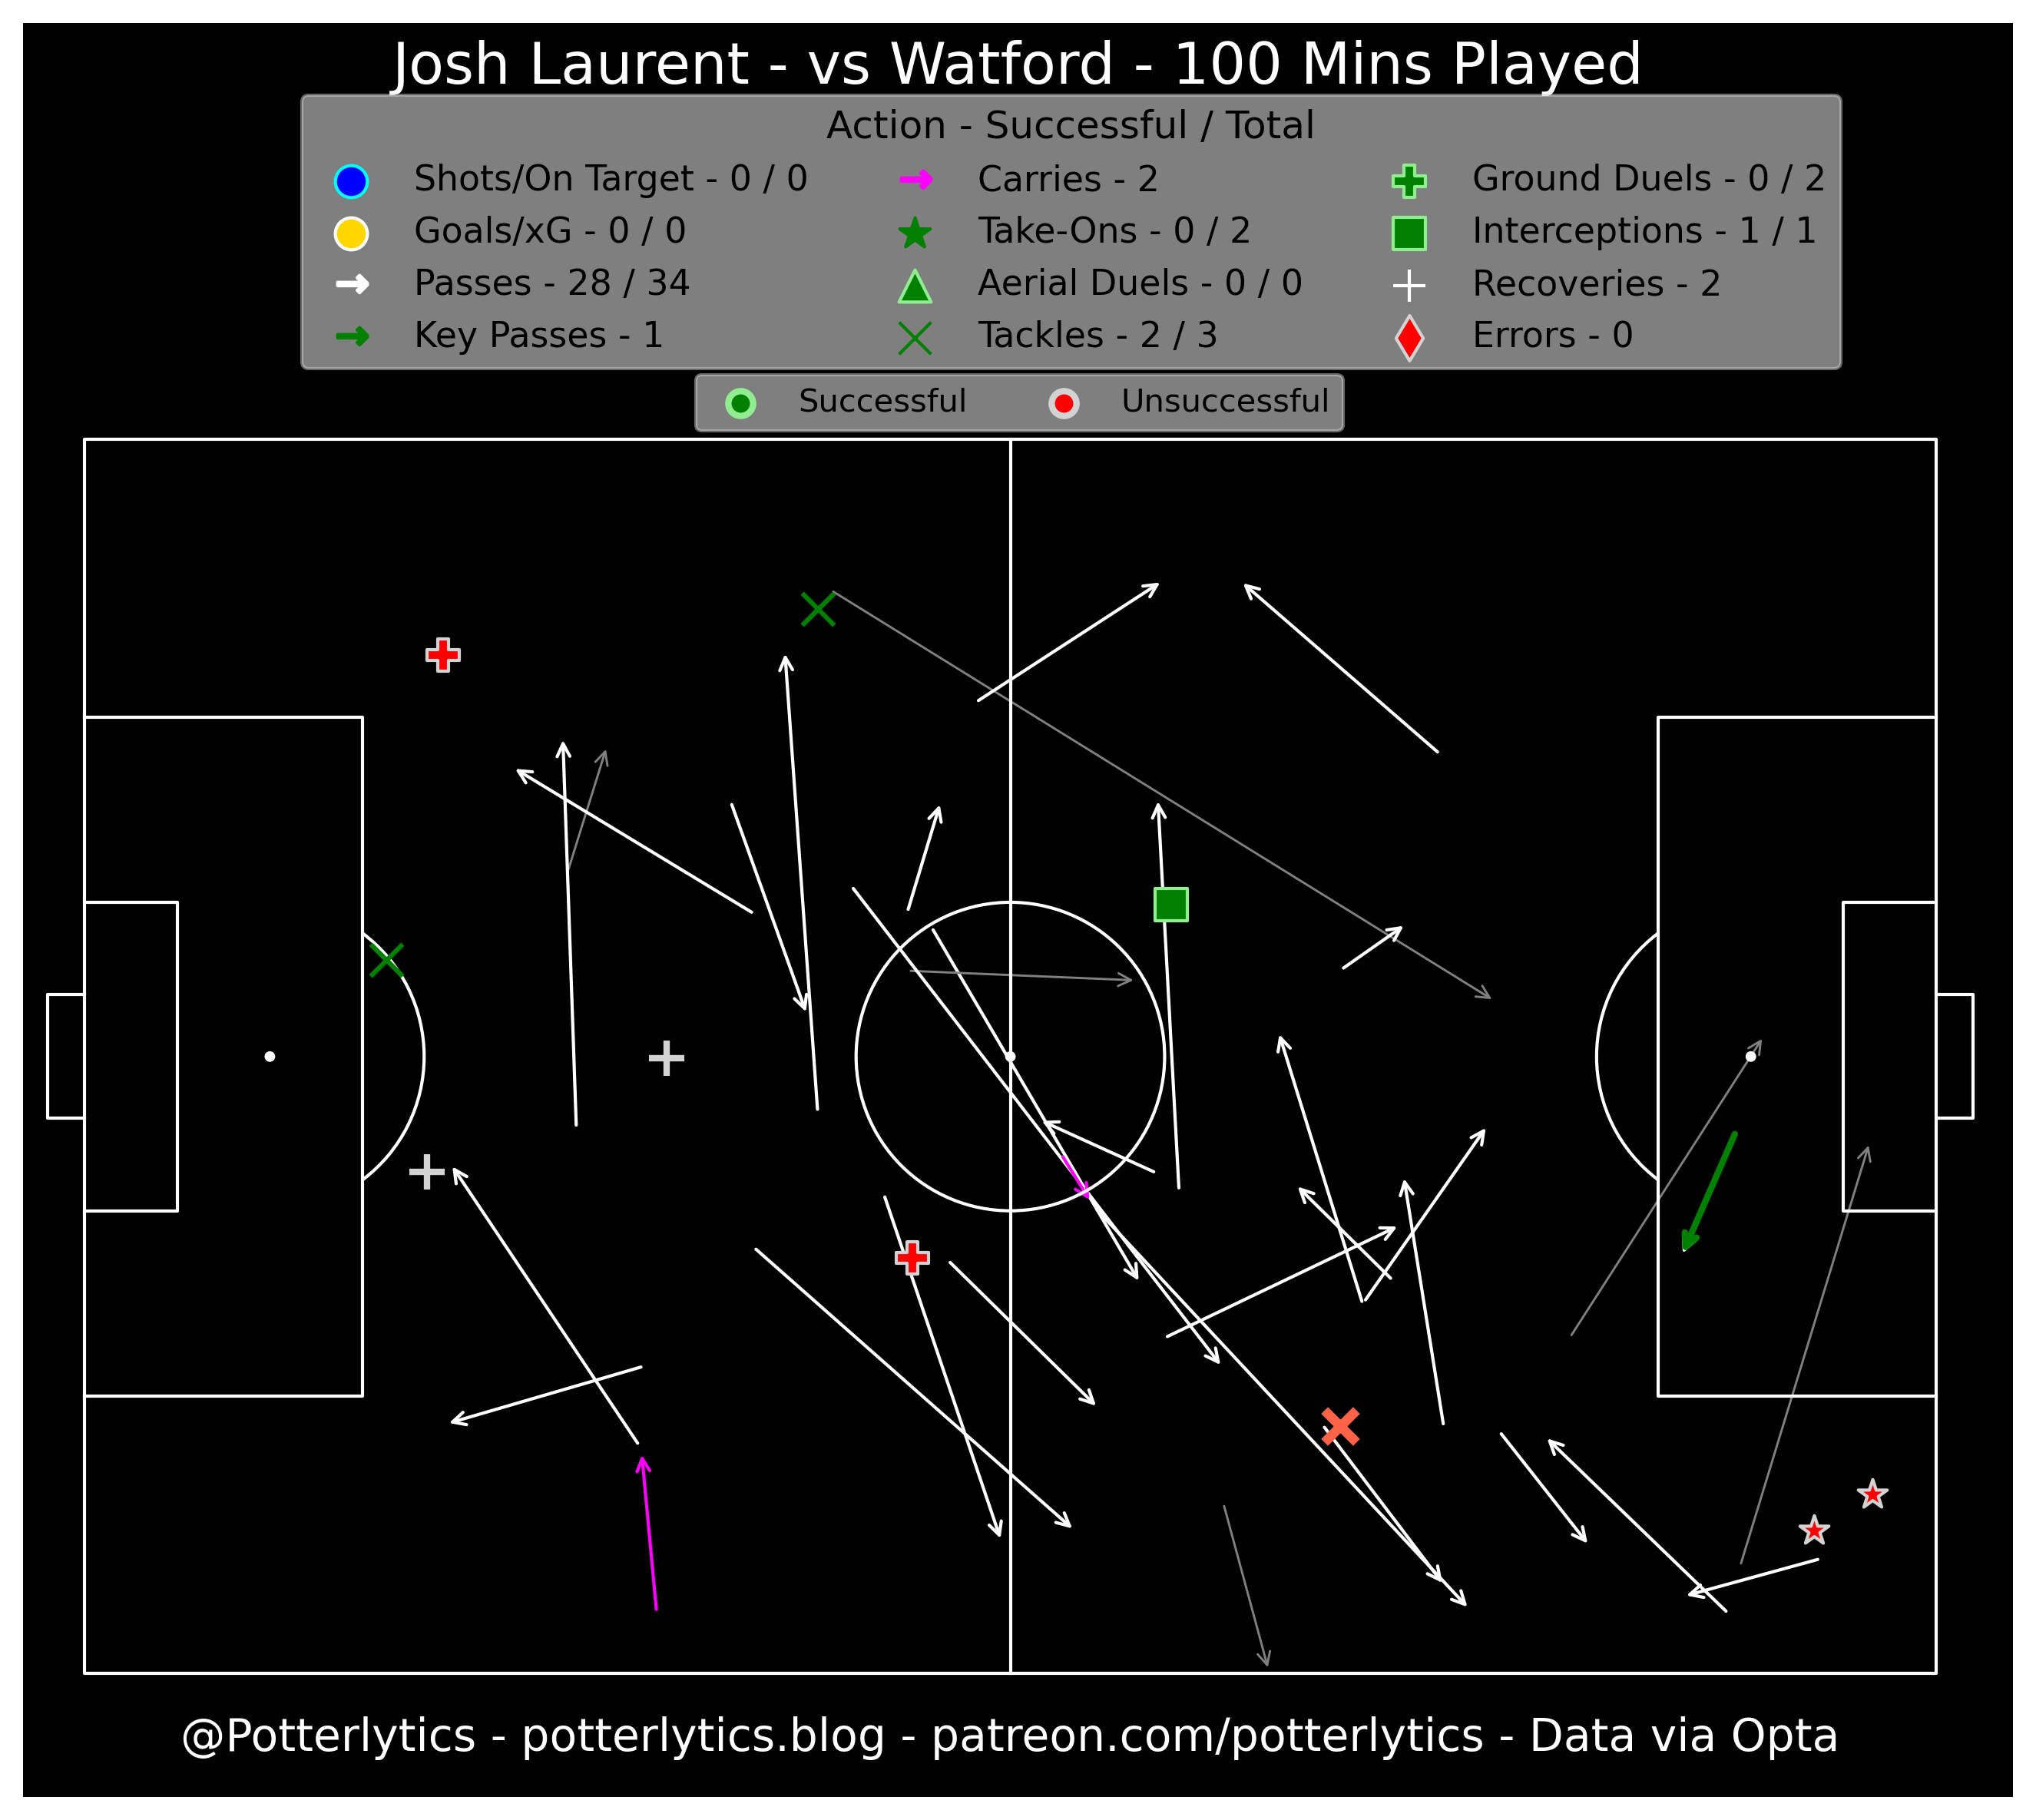 Josh Laurent - vs Watford - 100 Mins Played
Action - Successful / Total
Shots/On Target - 0 / 0
Goals/xG - 0 / 0
Passes - 28 / 34
Key Passes - 1
Carries - 2
Take-Ons - 0 / 2
Aerial Duels - 0 / 0
Tackles - 2 / 3
Ground Duels - 0 / 2
Interceptions - 1 / 1
Recoveries - 2
Errors - 0
Successful
Unsuccessful
@Potterlytics - potterlytics.blog - patreon.com/potterlytics - Data via Opta